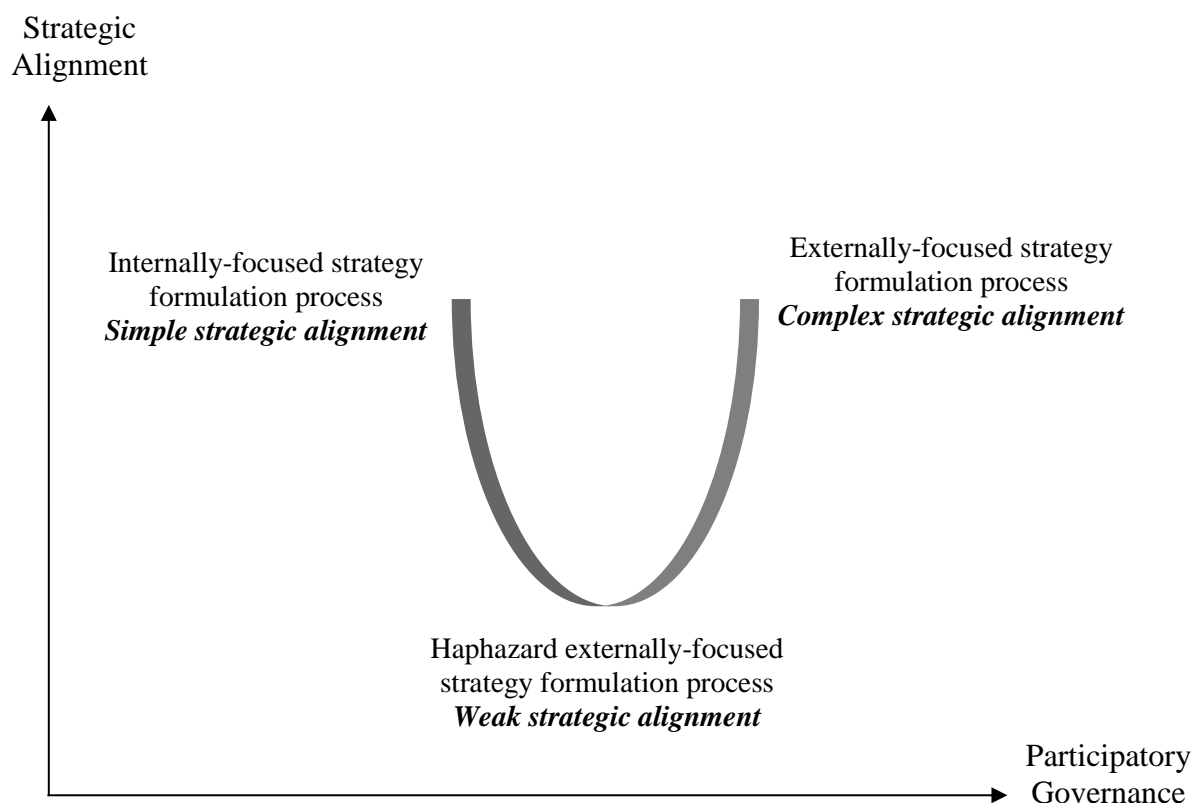 Strategic
Alignment
Internally-focused strategy
formulation process
Simple strategic alignment
Externally-focused strategy
formulation process
Complex strategic alignment
Haphazard externally-focused
strategy formulation process
Weak strategic alignment
Participatory
Governance